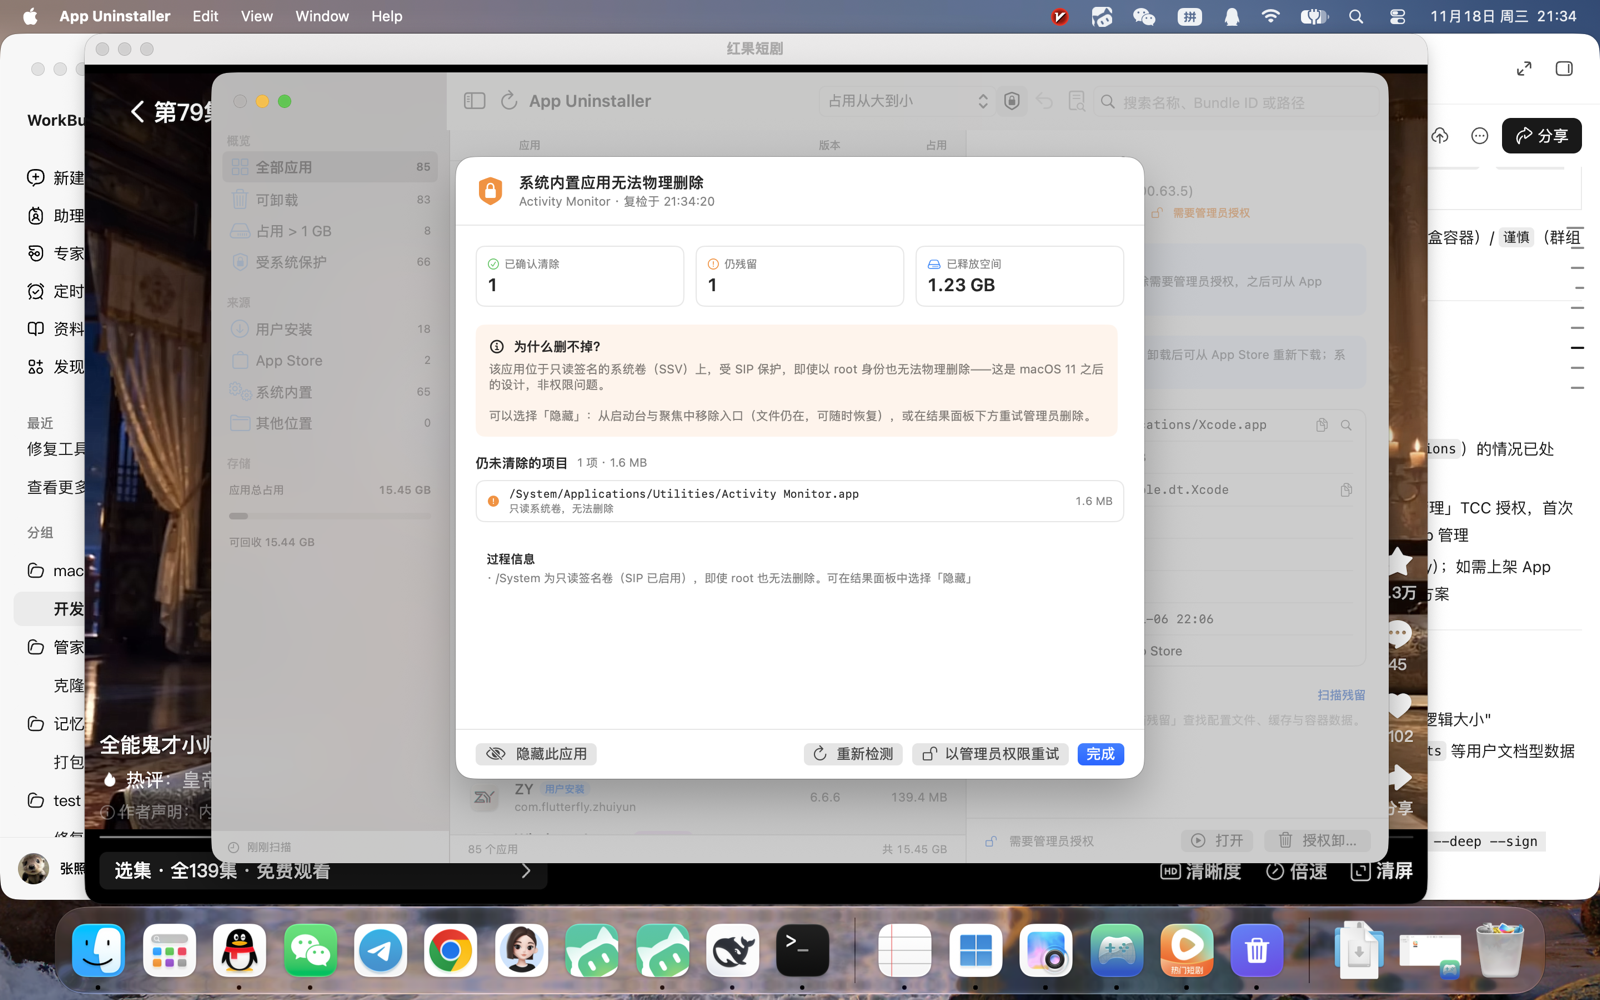 App Uninstaller Edit View Window Help
拼
11月18日 周三 21:34
红果短剧
WorkBu
新建
助理
专家
定时
资料
发现
最近
修复工具
查看更多
分组
mac
开发
管家
克隆
记忆
打包
test
张照
第79集
全能鬼才小师
热评：皇帝
作者声明：内
选集 · 全139集 · 免费观看
概览
全部应用 85
可卸载 83
占用 > 1 GB 8
受系统保护 66
来源
用户安装 18
App Store 2
系统内置 65
其他位置 0
存储
应用总占用 15.45 GB
可回收 15.44 GB
刚刚扫描
App Uninstaller
占用从大到小
搜索名称、Bundle ID 或路径
应用 版本 占用
系统内置应用无法物理删除
Activity Monitor · 复检于 21:34:20
已确认清除
1
仍残留
1
已释放空间
1.23 GB
为什么删不掉?
该应用位于只读签名的系统卷（SSV）上，受 SIP 保护，即使以 root 身份也无法物理删除——这是 macOS 11 之后
的设计，非权限问题。
可以选择「隐藏」：从启动台与聚焦中移除入口（文件仍在，可随时恢复），或在结果面板下方重试管理员删除。
仍未清除的项目 1 项 · 1.6 MB
/System/Applications/Utilities/Activity Monitor.app
只读系统卷，无法删除
1.6 MB
过程信息
· /System 为只读签名卷（SIP 已启用），即使 root 也无法删除。可在结果面板中选择「隐藏」
隐藏此应用
重新检测
以管理员权限重试
完成
ZY 用户安装
com.flutterfly.zhuiyun
6.6.6
139.4 MB
85 个应用
共 15.45 GB
00.63.5)
需要管理员授权
需要管理员授权，之后可从 App
卸载后可从 App Store 重新下载；系
cations/Xcode.app
le.dt.Xcode
-06 22:06
Store
扫描残留
残留」查找配置文件、缓存与容器数据。
需要管理员授权
打开
授权卸...
.3万
45
102
分享
HD 清晰度
倍速
清屏
分享
盒容器）/ 谨慎 （群组
ions ）的情况已处
理」TCC 授权，首次
管理
)；如需上架 App
方案
逻辑大小"
ts 等用户文档型数据
--deep --sign
>_
热门短剧